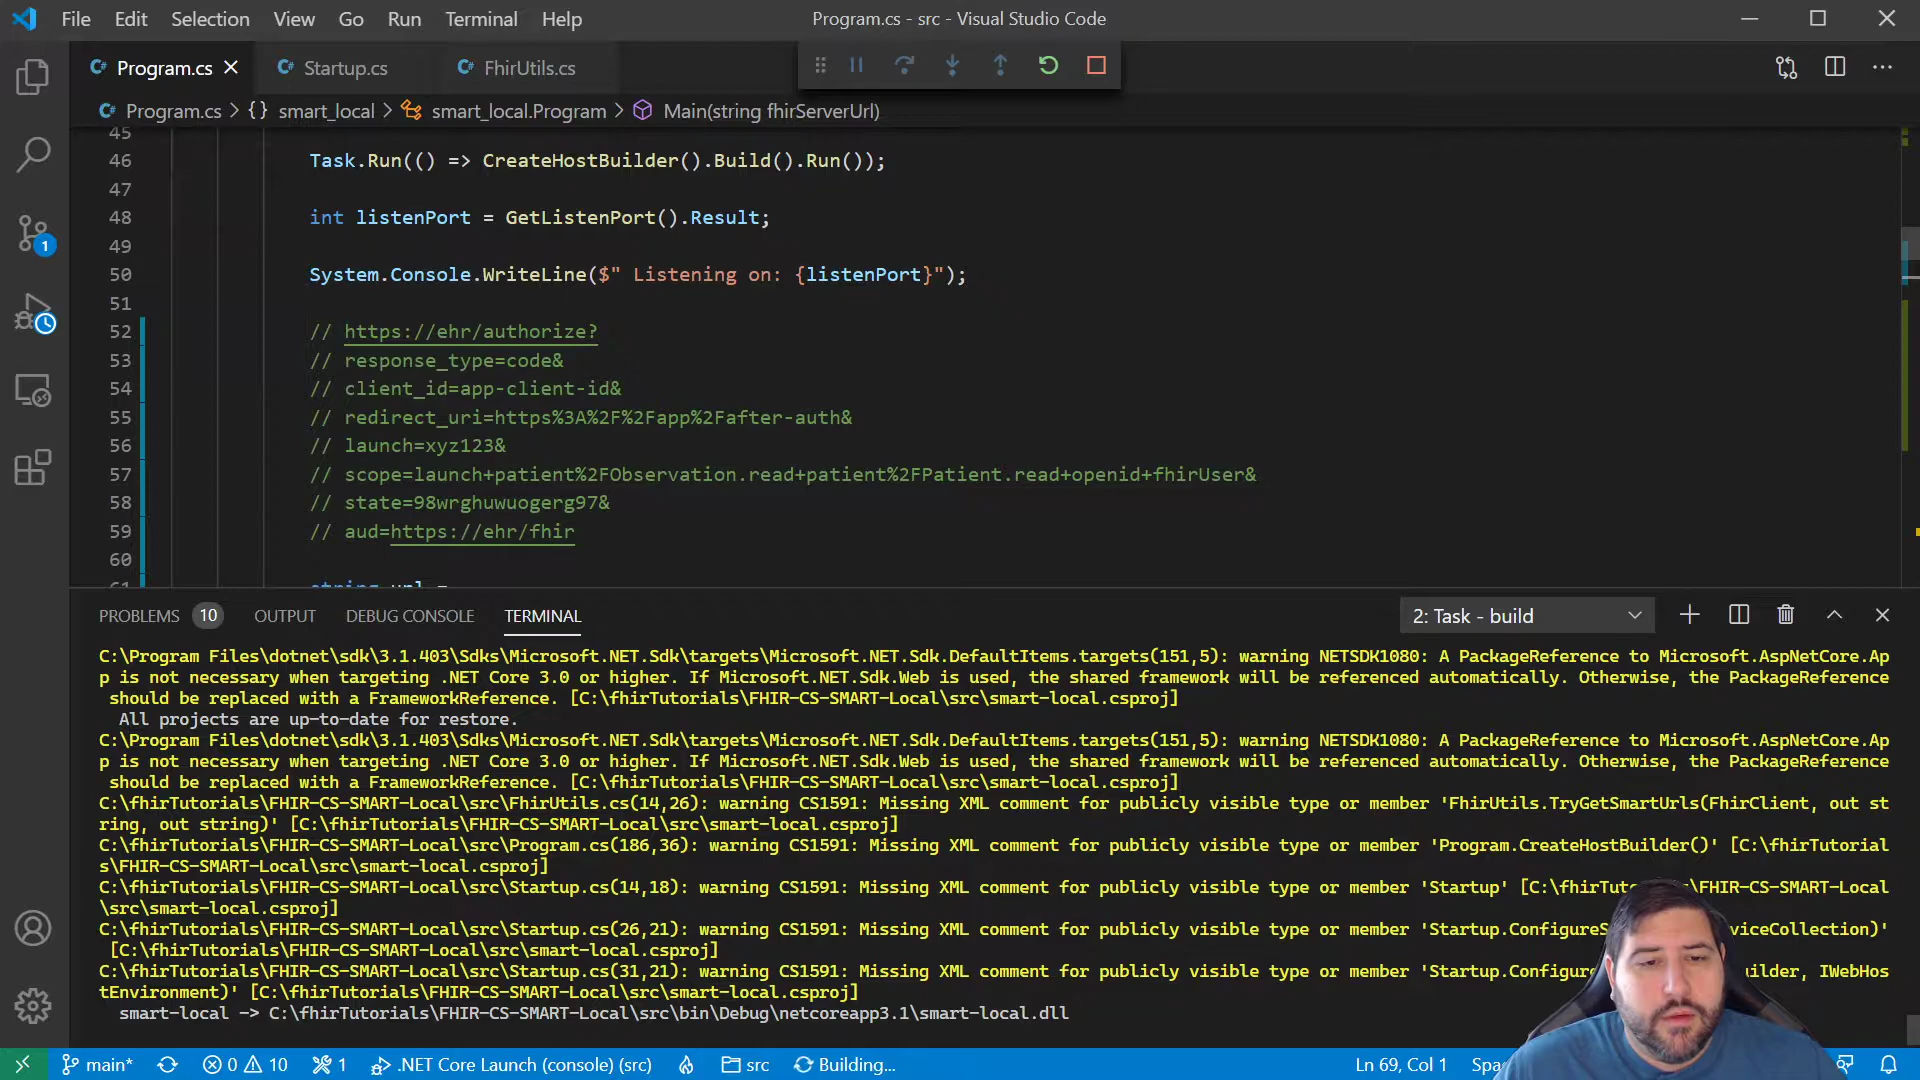 File Edit Selection View Go Run Terminal Help
Program.cs - src - Visual Studio Code
Program.cs
Startup.cs
FhirUtils.cs
Program.cs > {} smart_local > smart_local.Program > Main(string fhirServerUrl)
45
46 Task.Run(() => CreateHostBuilder().Build().Run());
47
48 int listenPort = GetListenPort().Result;
49
50 System.Console.WriteLine($" Listening on: {listenPort}");
51
52 // https://ehr/authorize?
53 // response_type=code&
54 // client_id=app-client-id&
55 // redirect_uri=https%3A%2F%2Fapp%2Fafter-auth&
56 // launch=xyz123&
57 // scope=launch+patient%2FObservation.read+patient%2FPatient.read+openid+fhirUser&
58 // state=98wrghuwuogerg97&
59 // aud=https://ehr/fhir
60
61 string url =
1
PROBLEMS 10 OUTPUT DEBUG CONSOLE TERMINAL
2: Task - build
C:\Program Files\dotnet\sdk\3.1.403\Sdks\Microsoft.NET.Sdk\targets\Microsoft.NET.Sdk.DefaultItems.targets(151,5): warning NETSDK1080: A PackageReference to Microsoft.AspNetCore.Ap
p is not necessary when targeting .NET Core 3.0 or higher. If Microsoft.NET.Sdk.Web is used, the shared framework will be referenced automatically. Otherwise, the PackageReference
should be replaced with a FrameworkReference. [C:\fhirTutorials\FHIR-CS-SMART-Local\src\smart-local.csproj]
All projects are up-to-date for restore.
C:\Program Files\dotnet\sdk\3.1.403\Sdks\Microsoft.NET.Sdk\targets\Microsoft.NET.Sdk.DefaultItems.targets(151,5): warning NETSDK1080: A PackageReference to Microsoft.AspNetCore.Ap
p is not necessary when targeting .NET Core 3.0 or higher. If Microsoft.NET.Sdk.Web is used, the shared framework will be referenced automatically. Otherwise, the PackageReference
should be replaced with a FrameworkReference. [C:\fhirTutorials\FHIR-CS-SMART-Local\src\smart-local.csproj]
C:\fhirTutorials\FHIR-CS-SMART-Local\src\FhirUtils.cs(14,26): warning CS1591: Missing XML comment for publicly visible type or member 'FhirUtils.TryGetSmartUrls(FhirClient, out st
ring, out string)' [C:\fhirTutorials\FHIR-CS-SMART-Local\src\smart-local.csproj]
C:\fhirTutorials\FHIR-CS-SMART-Local\src\Program.cs(186,36): warning CS1591: Missing XML comment for publicly visible type or member 'Program.CreateHostBuilder()' [C:\fhirTutorial
s\FHIR-CS-SMART-Local\src\smart-local.csproj]
C:\fhirTutorials\FHIR-CS-SMART-Local\src\Startup.cs(14,18): warning CS1591: Missing XML comment for publicly visible type or member 'Startup' [C:\fhirTuto \FHIR-CS-SMART-Local
\src\smart-local.csproj]
C:\fhirTutorials\FHIR-CS-SMART-Local\src\Startup.cs(26,21): warning CS1591: Missing XML comment for publicly visible type or member 'Startup.ConfigureS viceCollection)'
[C:\fhirTutorials\FHIR-CS-SMART-Local\src\smart-local.csproj]
C:\fhirTutorials\FHIR-CS-SMART-Local\src\Startup.cs(31,21): warning CS1591: Missing XML comment for publicly visible type or member 'Startup.Configure uilder, IWebHos
tEnvironment)' [C:\fhirTutorials\FHIR-CS-SMART-Local\src\smart-local.csproj]
smart-local -> C:\fhirTutorials\FHIR-CS-SMART-Local\src\bin\Debug\netcoreapp3.1\smart-local.dll
main* 0 10 1 .NET Core Launch (console) (src) src Building... Ln 69, Col 1